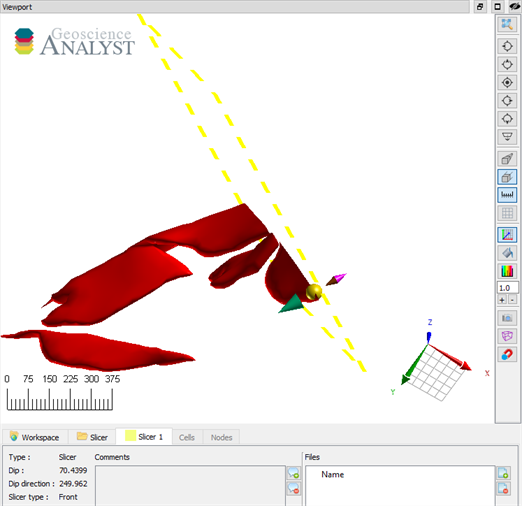 Viewport
Geoscience
ANALYST
1.0
+ -
0 75 150 225 300 375
Z
X
Y
Workspace Slicer Slicer 1 Cells Nodes
Type : Slicer
Dip : 70.4399
Dip direction : 249.962
Slicer type : Front
Comments
Files
Name